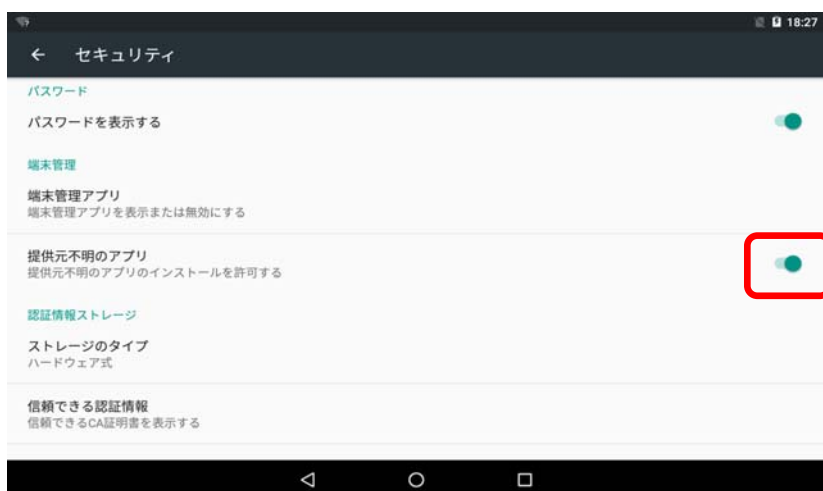 18:27
セキュリティ
パスワード
パスワードを表示する
端末管理
端末管理アプリ
端末管理アプリを表示または無効にする
提供元不明のアプリ
提供元不明のアプリのインストールを許可する
認証情報ストレージ
ストレージのタイプ
ハードウェア式
信頼できる認証情報
信頼できるCA証明書を表示する